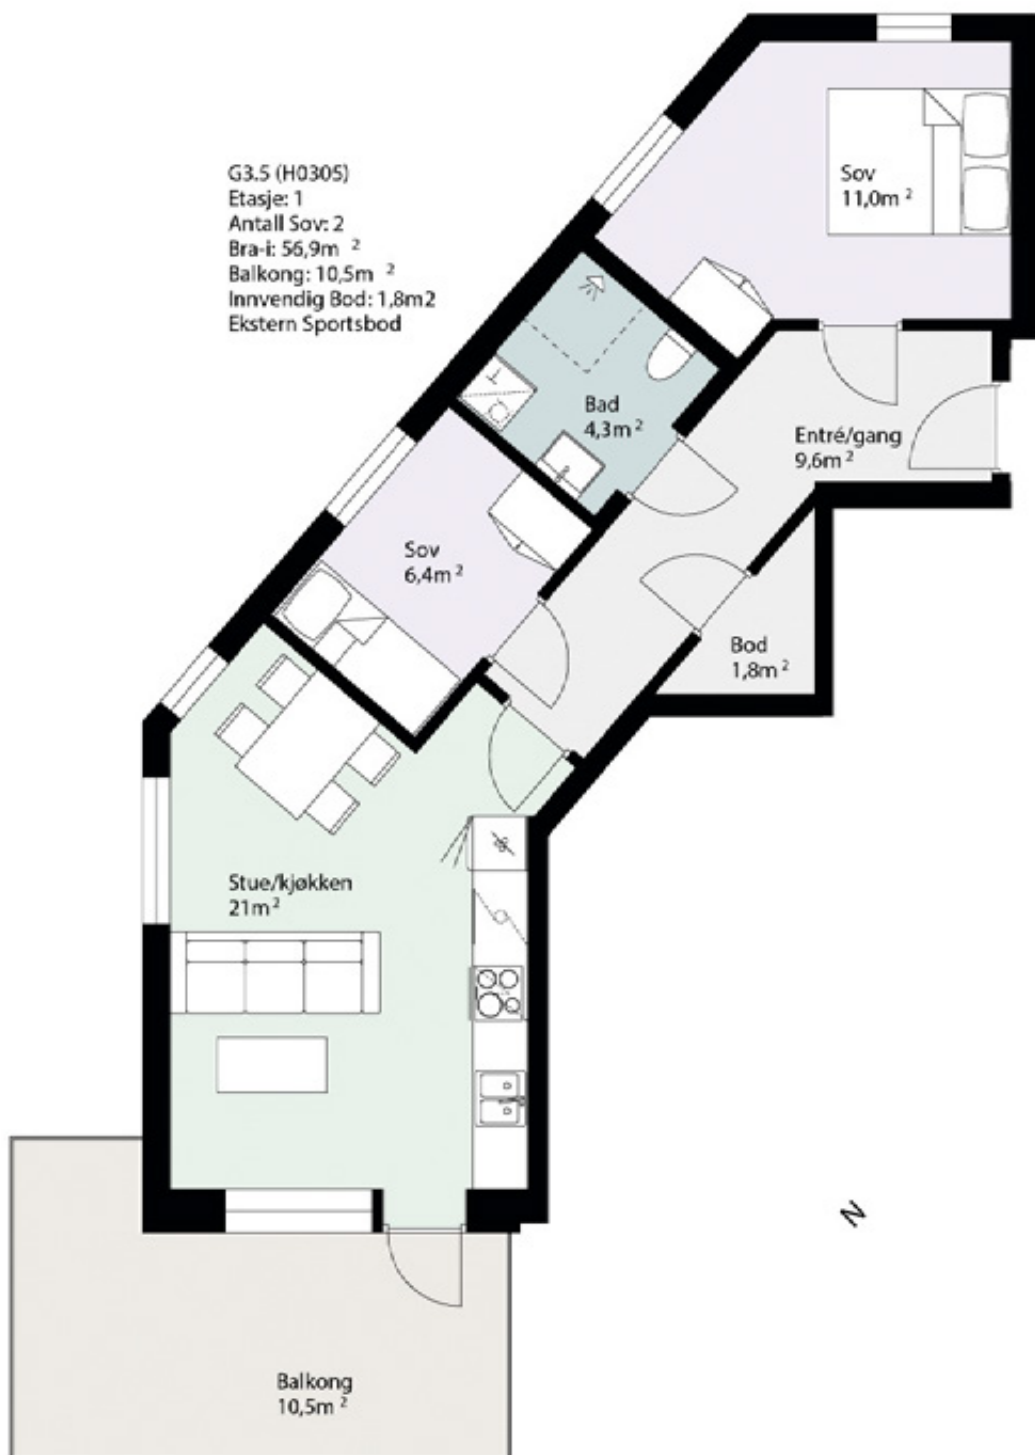 G3.5 (H0305)
Etasje: 1
Antall Sov: 2
Bra-i: 56,9m ²
Balkong: 10,5m ²
Innvendig Bod: 1,8m2
Ekstern Sportsbod
Sov
11,0m ²
Bad
4,3m ²
Entré/gang
9,6m ²
Sov
6,4m ²
Bod
1,8m ²
Stue/kjøkken
21m ²
N
Balkong
10,5m ²